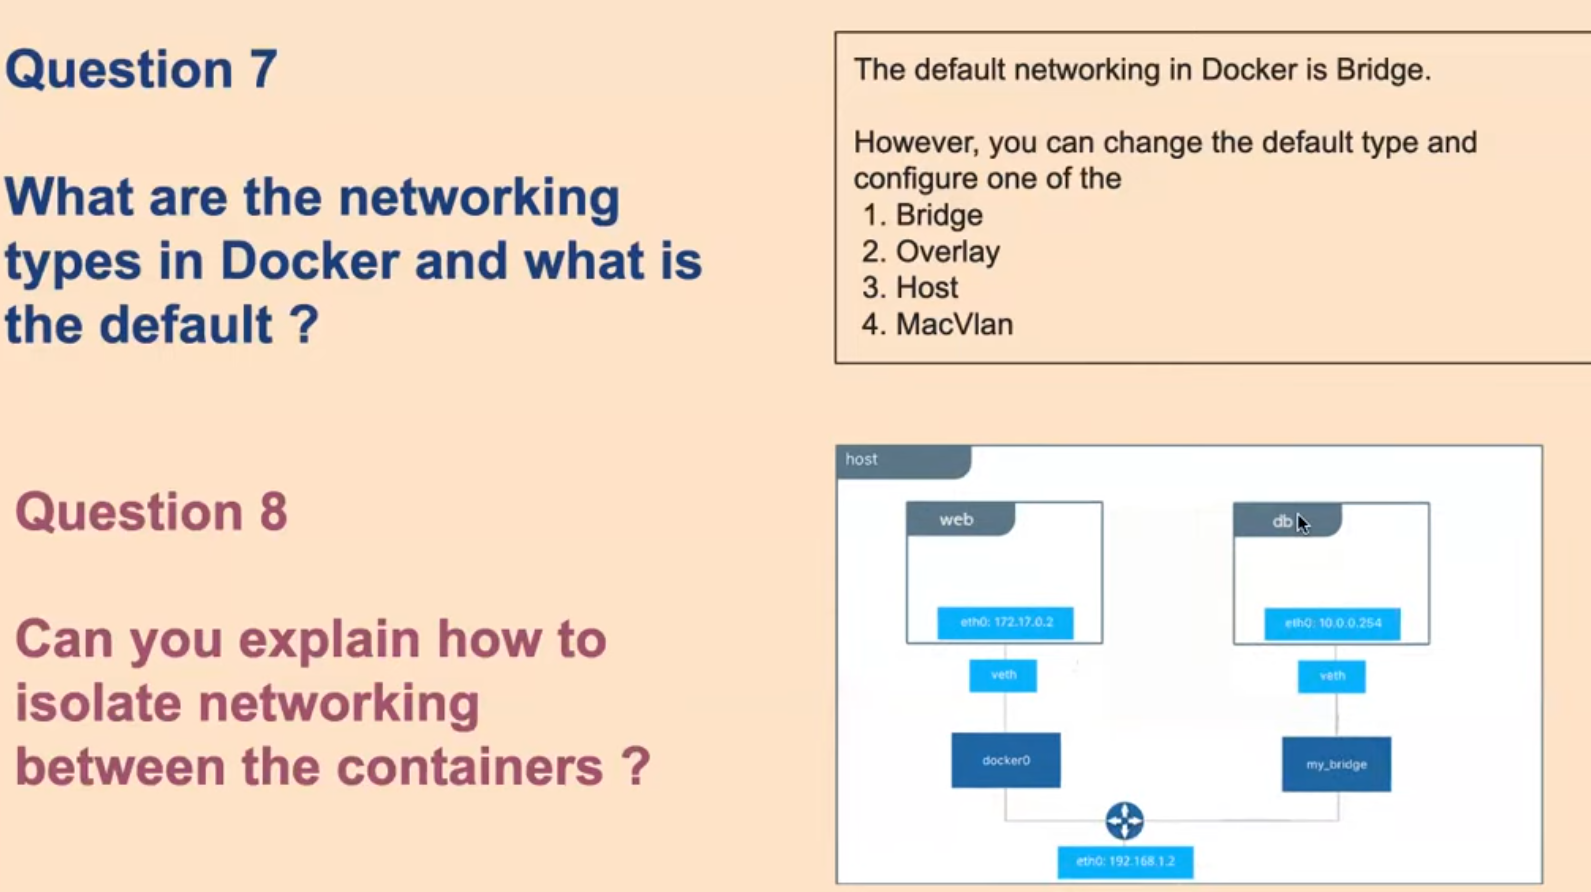 Question 7
What are the networking
types in Docker and what is
the default ?
The default networking in Docker is Bridge.
However, you can change the default type and
configure one of the
1. Bridge
2. Overlay
3. Host
4. MacVlan
Question 8
Can you explain how to
isolate networking
between the containers ?
host
web
db
eth0: 172.17.0.2
eth0: 10.0.0.254
veth
veth
docker0
my_bridge
eth0: 192.168.1.2